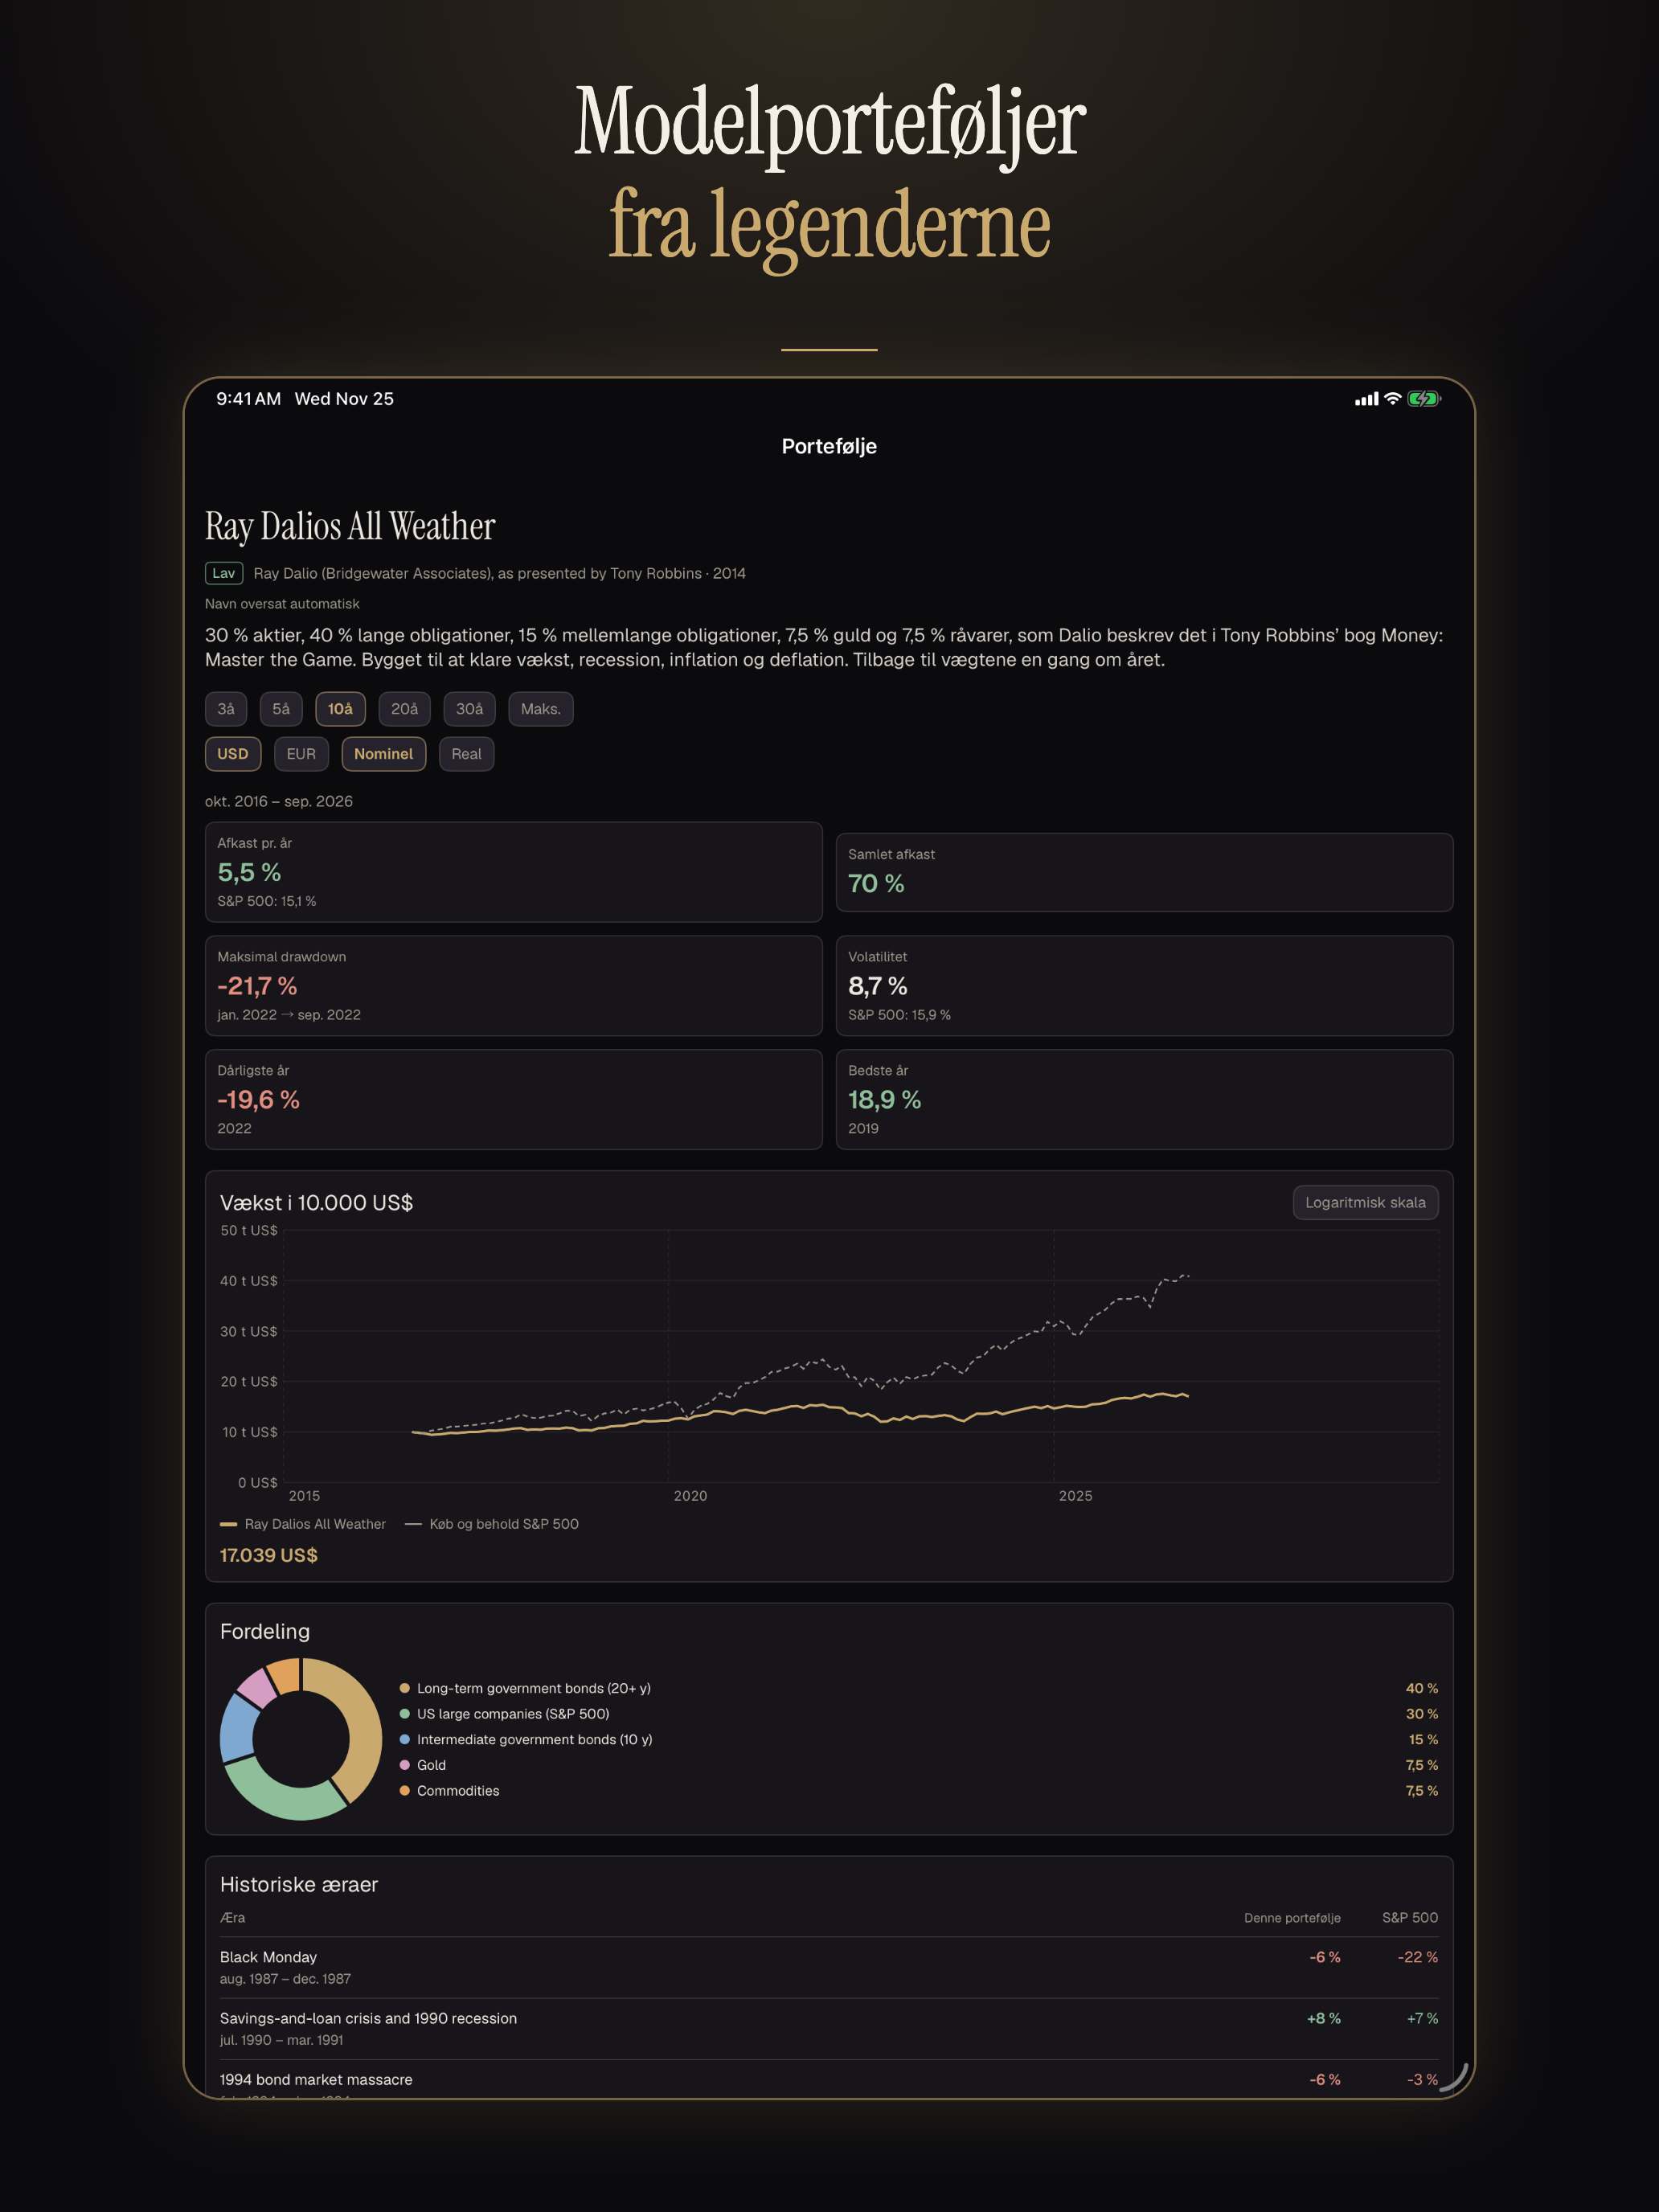 Modelporteføljer
fra legenderne
9:41 AM Wed Nov 25
Portefølje
Ray Dalios All Weather
Lav Ray Dalio (Bridgewater Associates), as presented by Tony Robbins · 2014
Navn oversat automatisk
30 % aktier, 40 % lange obligationer, 15 % mellemlange obligationer, 7,5 % guld og 7,5 % råvarer, som Dalio beskrev det i Tony Robbins’ bog Money:
Master the Game. Bygget til at klare vækst, recession, inflation og deflation. Tilbage til vægtene en gang om året.
3å 5å 10å 20å 30å Maks.
USD EUR Nominel Real
okt. 2016 – sep. 2026
Afkast pr. år
5,5 %
S&P 500: 15,1 %
Samlet afkast
70 %
Maksimal drawdown
-21,7 %
jan. 2022 → sep. 2022
Volatilitet
8,7 %
S&P 500: 15,9 %
Dårligste år
-19,6 %
2022
Bedste år
18,9 %
2019
Vækst i 10.000 US$
Logaritmisk skala
50 t US$
40 t US$
30 t US$
20 t US$
10 t US$
0 US$
2015 2020 2025
Ray Dalios All Weather Køb og behold S&P 500
17.039 US$
Fordeling
Long-term government bonds (20+ y) 40 %
US large companies (S&P 500) 30 %
Intermediate government bonds (10 y) 15 %
Gold 7,5 %
Commodities 7,5 %
Historiske æraer
Æra Denne portefølje S&P 500
Black Monday -6 % -22 %
aug. 1987 – dec. 1987
Savings-and-loan crisis and 1990 recession +8 % +7 %
jul. 1990 – mar. 1991
1994 bond market massacre -6 % -3 %